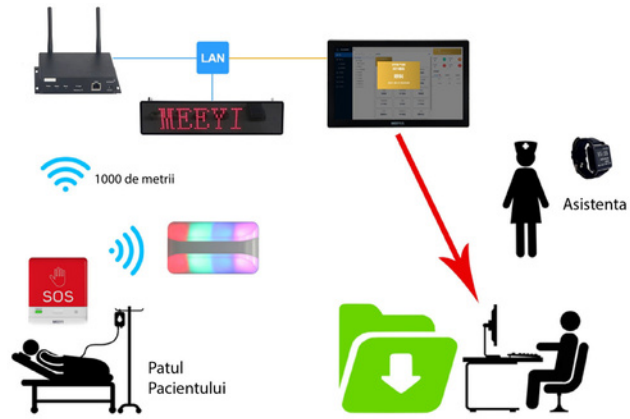 LAN
MEEYI
1000 de metrii
Asistenta
SOS
Patul
Pacientului